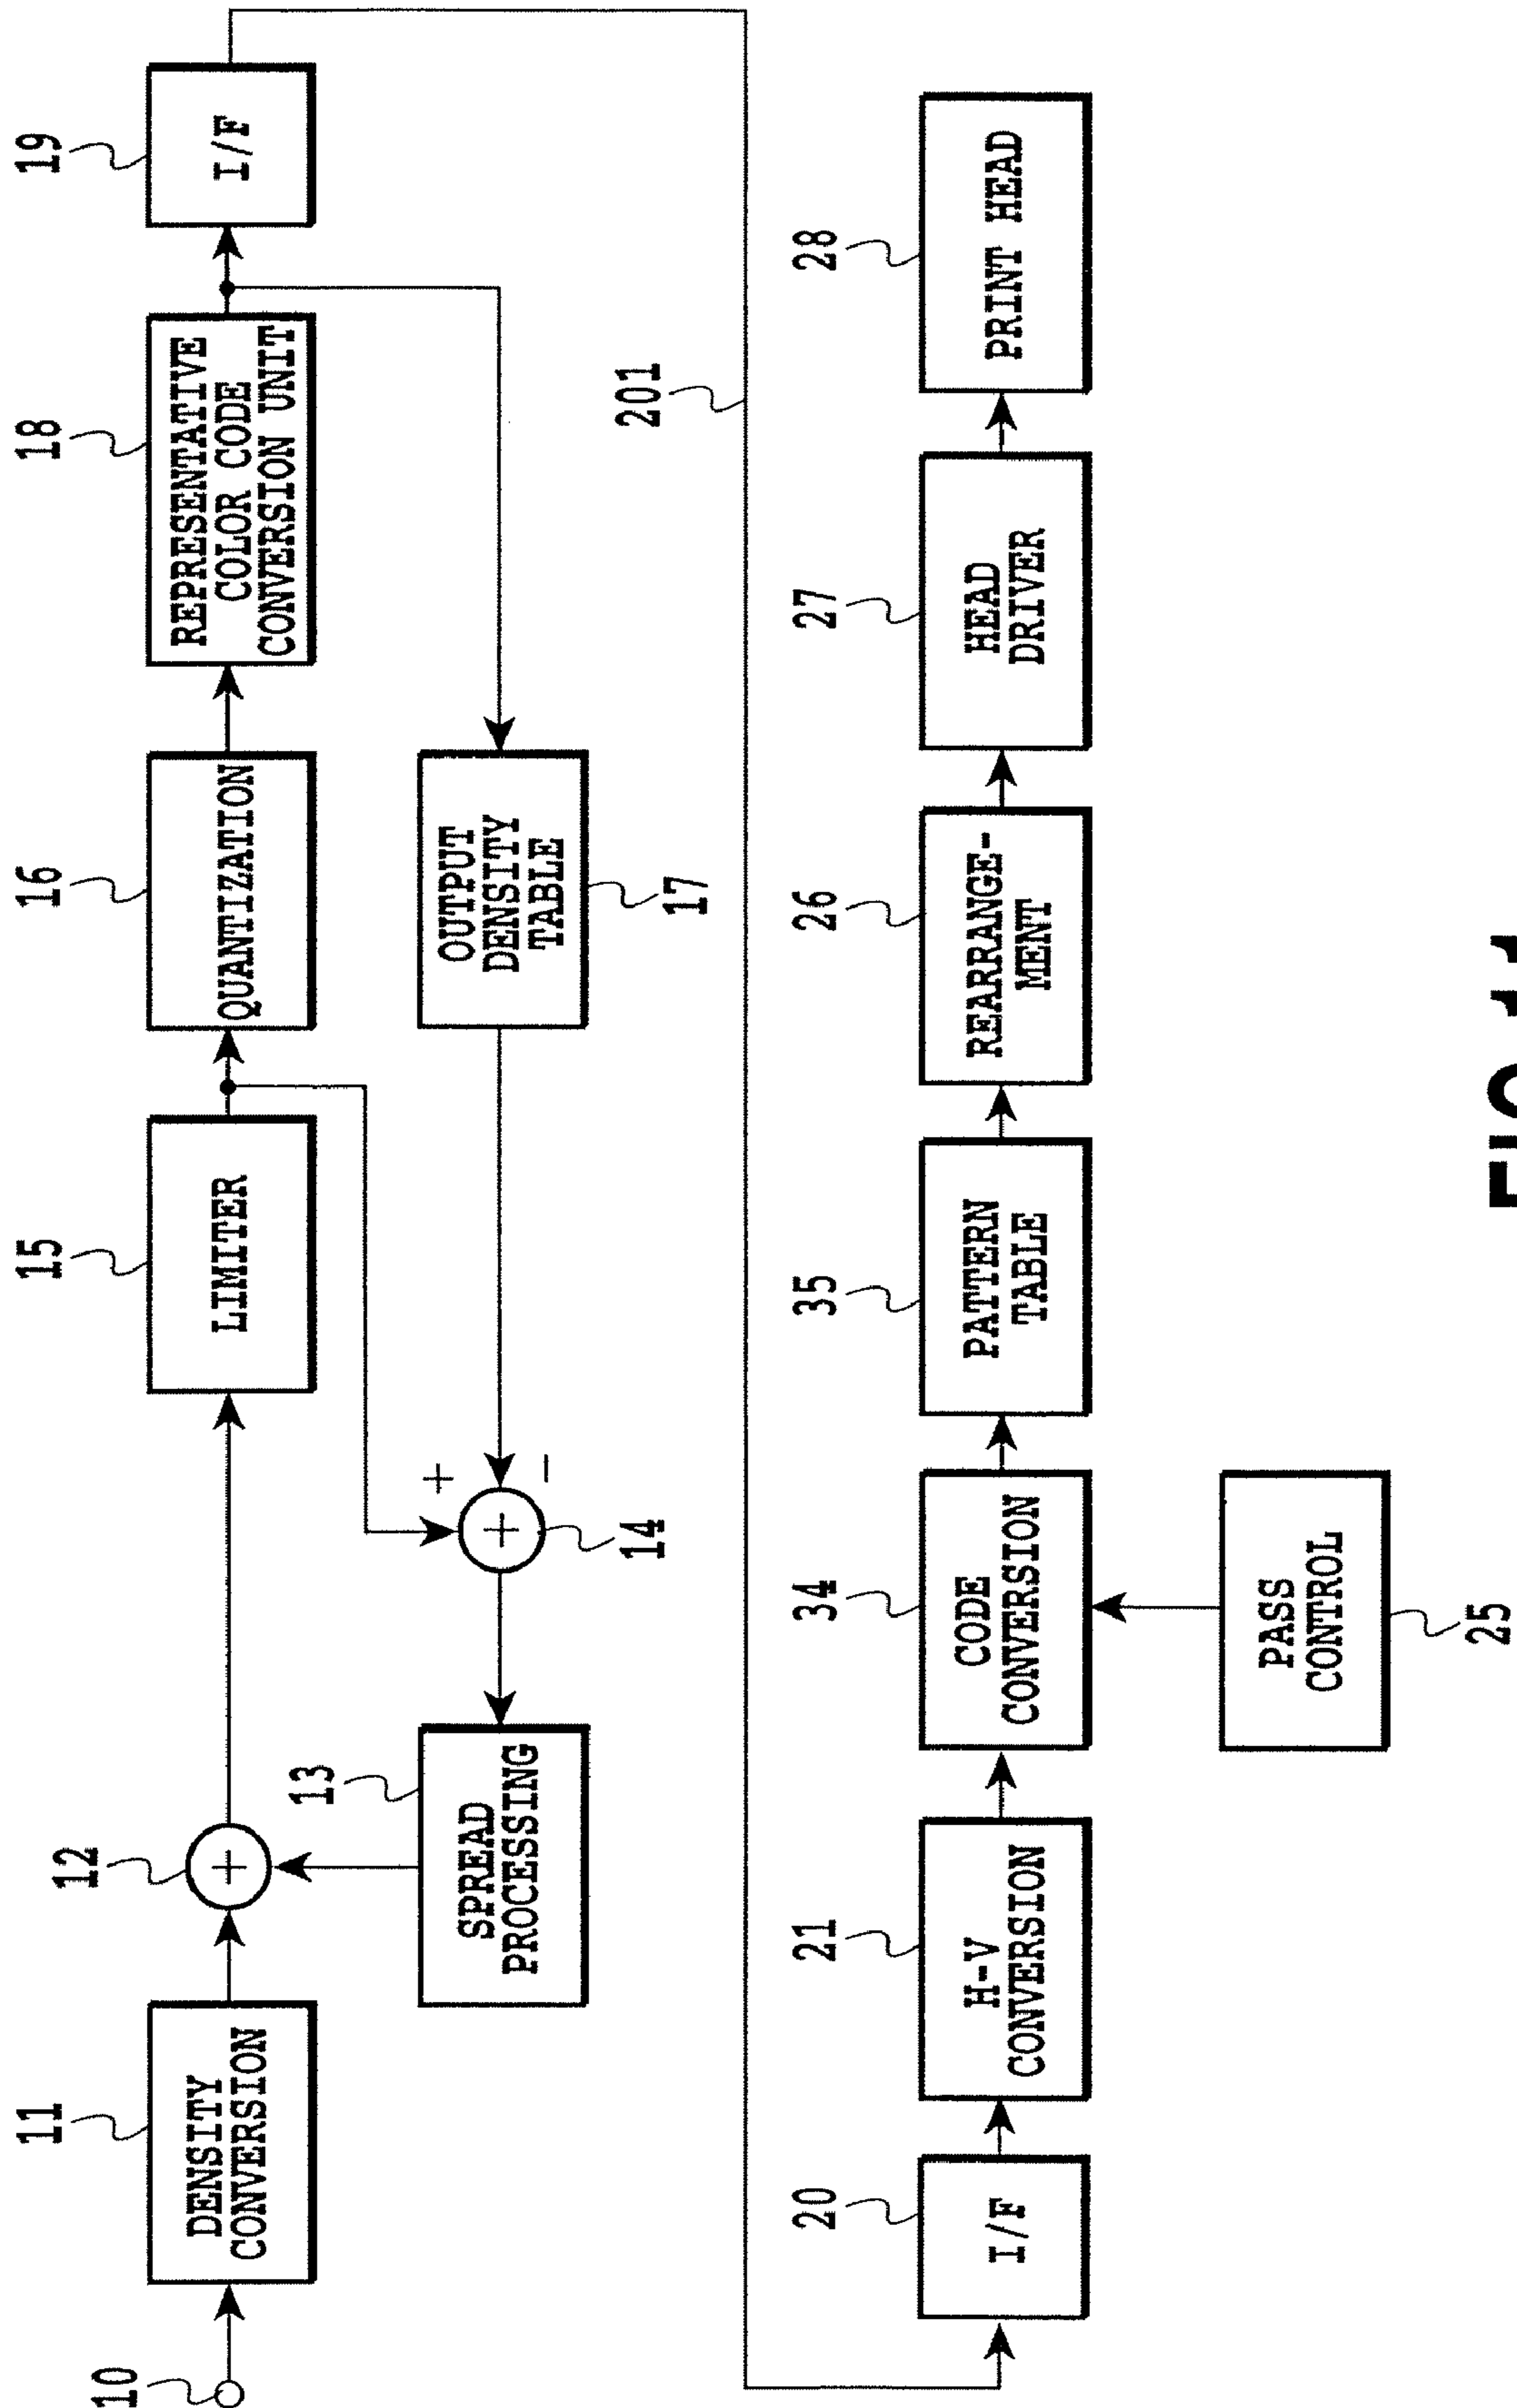 10
11
DENSITY
CONVERSION
12
+
15
LIMITER
16
QUANTIZATION
18
REPRESENTATIVE
COLOR CODE
CONVERSION UNIT
19
I/F
13
SPREAD
PROCESSING
14
+
+
−
OUTPUT
DENSITY
TABLE
17
201
20
I/F
21
H-V
CONVERSION
34
CODE
CONVERSION
35
PATTERN
TABLE
26
REARRANGE-
MENT
27
HEAD
DRIVER
28
PRINT HEAD
PASS
CONTROL
25